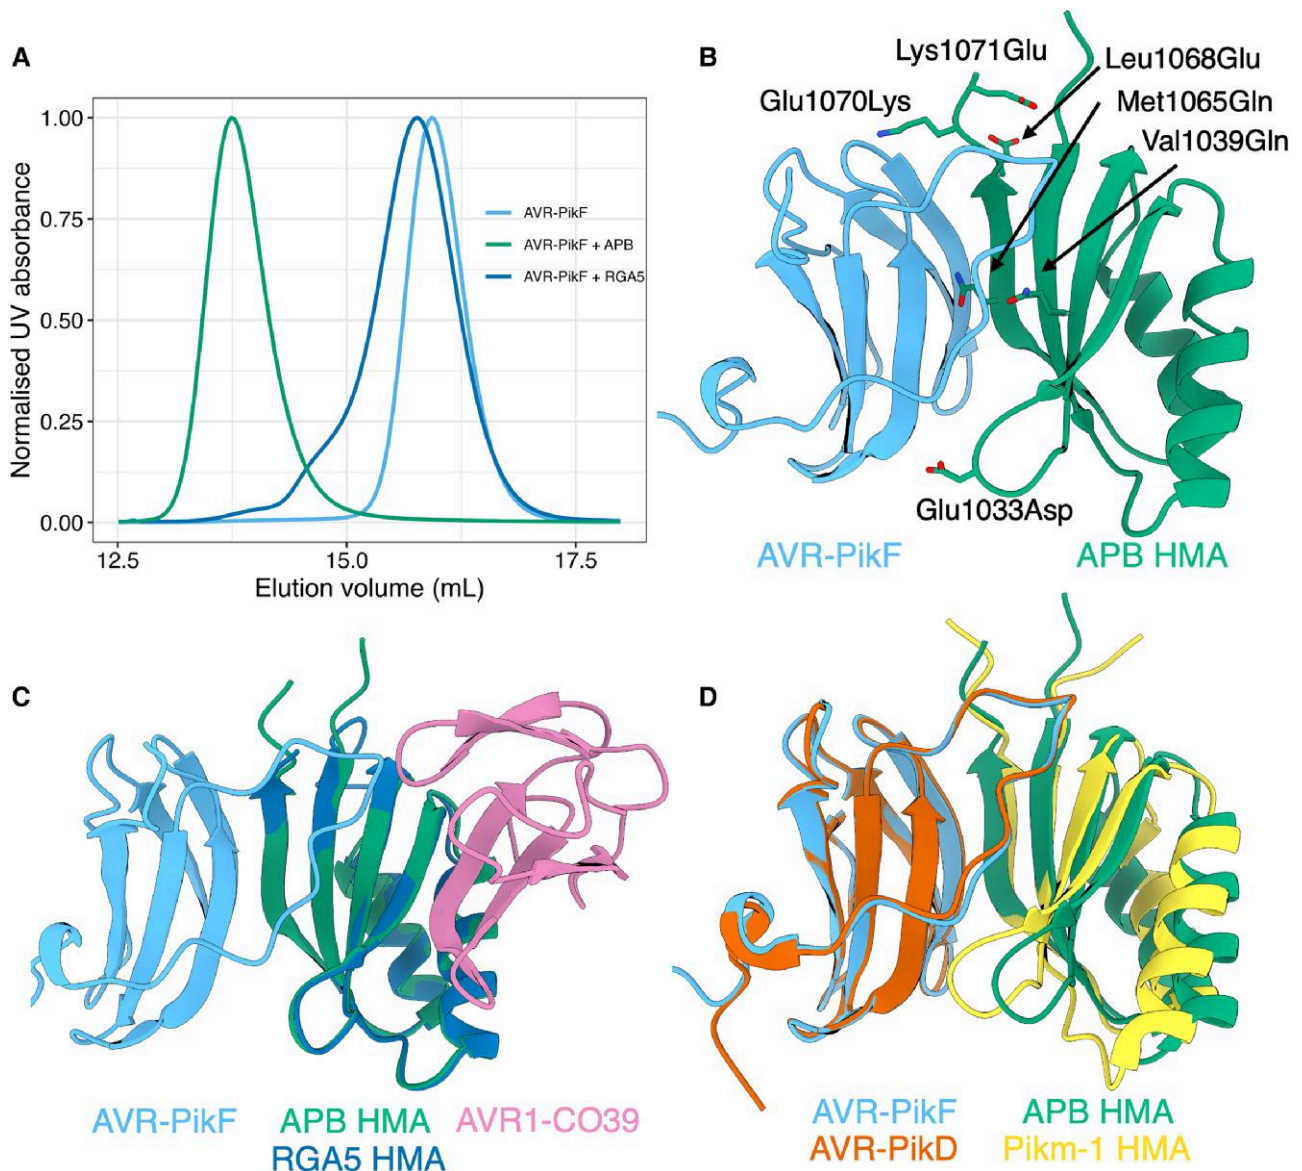 A
Normalised UV absorbance
1.00
0.75
0.50
0.25
0.00
12.5 15.0 17.5
Elution volume (mL)
AVR-PikF
AVR-PikF + APB
AVR-PikF + RGA5
B
Lys1071Glu
Leu1068Glu
Glu1070Lys
Met1065Gln
Val1039Gln
Glu1033Asp
AVR-PikF APB HMA
C
AVR-PikF APB HMA AVR1-CO39
RGA5 HMA
D
AVR-PikF APB HMA
AVR-PikD Pikm-1 HMA